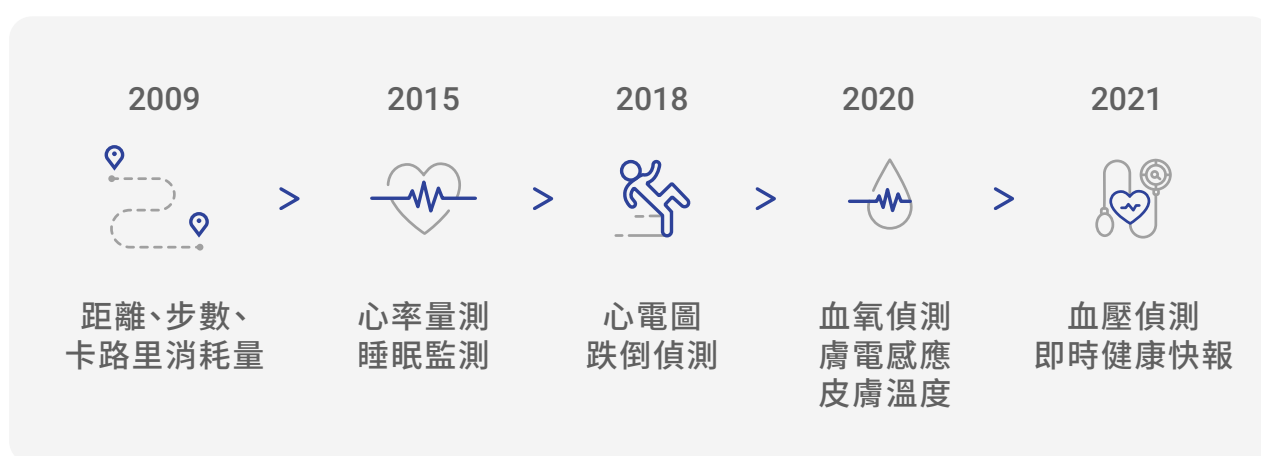 2009
距離、步數、
卡路里消耗量
>
2015
心率量測
睡眠監測
>
2018
心電圖
跌倒偵測
>
2020
血氧偵測
膚電感應
皮膚溫度
>
2021
血壓偵測
即時健康快報